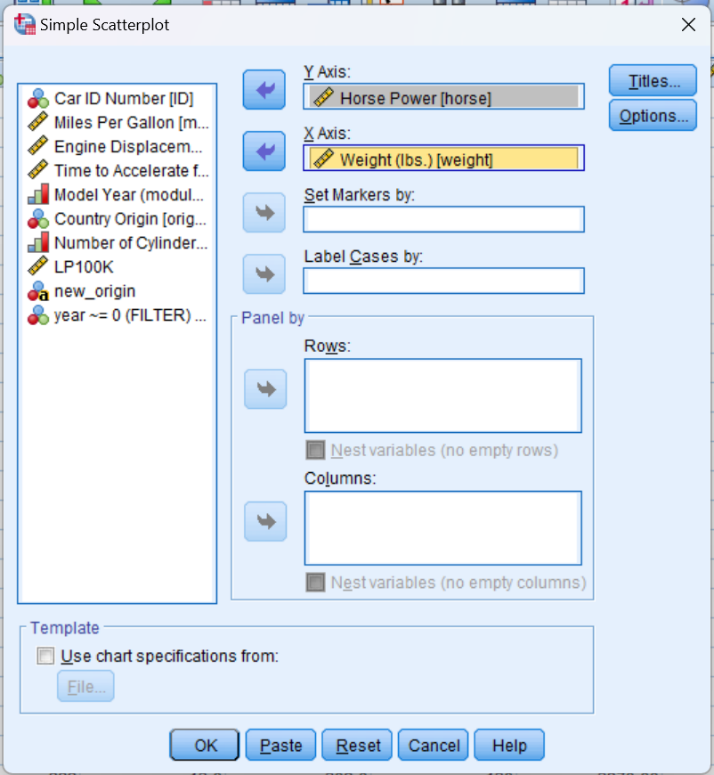 Simple Scatterplot
Car ID Number [ID]
Miles Per Gallon [m...
Engine Displacem...
Time to Accelerate f...
Model Year (modul...
Country Origin [orig...
Number of Cylinder...
LP100K
new_origin
year ~= 0 (FILTER) ...
Y Axis:
Horse Power [horse]
X Axis:
Weight (lbs.) [weight]
Set Markers by:
Label Cases by:
Panel by
Rows:
Nest variables (no empty rows)
Columns:
Nest variables (no empty columns)
Titles...
Options...
Template
Use chart specifications from:
File...
OK
Paste
Reset
Cancel
Help